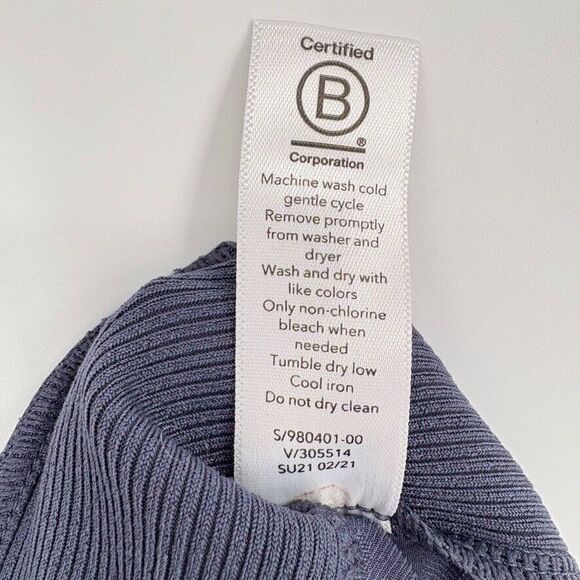 Certified
B
®
Corporation
Machine wash cold
gentle cycle
Remove promptly
from washer and
dryer
Wash and dry with
like colors
Only non-chlorine
bleach when
needed
Tumble dry low
Cool iron
Do not dry clean
S/980401-00
V/305514
SU21 02/21